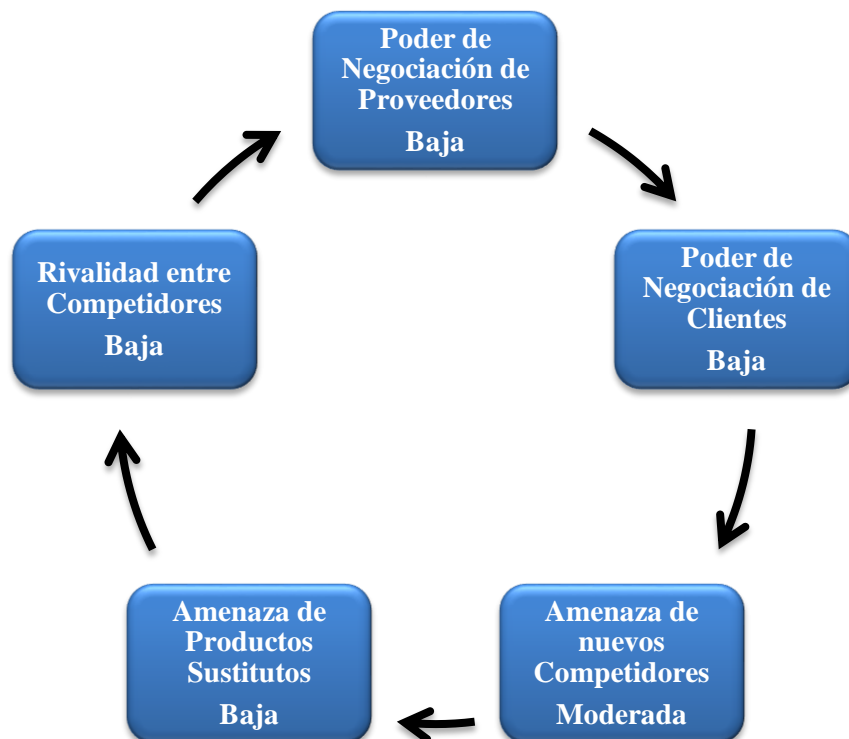 Poder de
Negociación de
Proveedores
Baja
Poder de
Negociación de
Clientes
Baja
Amenaza de
nuevos
Competidores
Moderada
Amenaza de
Productos
Sustitutos
Baja
Rivalidad entre
Competidores
Baja